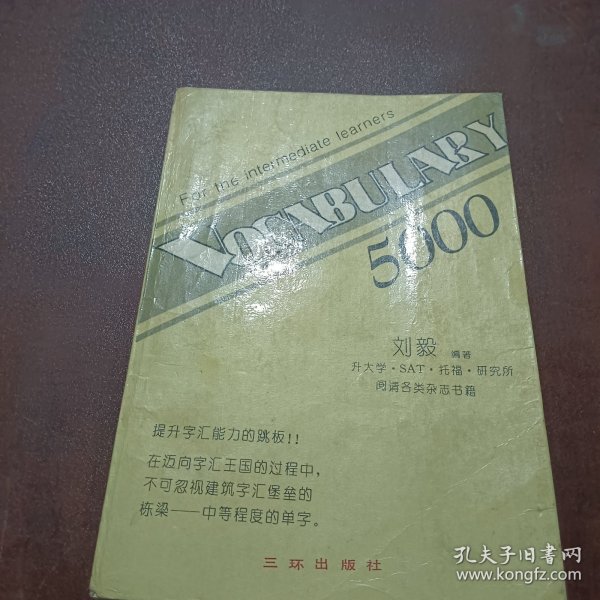 For the intermediate learners
VOCABULARY
5000
刘毅 编著
升大学·SAT·托福·研究所
阅请各类杂志书籍
提升字汇能力的跳板!!
在迈向字汇王国的过程中,
不可忽视建筑字汇堡垒的
栋梁——中等程度的单字。
三环出版社
孔夫子旧书网
www.kongfz.com